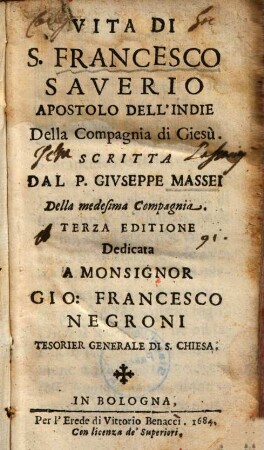 VITA DI
S. FRANCESCO
SAVERIO
APOSTOLO DELL'INDIE
Della Compagnia di Giesù.
SCRITTA
DAL P. GIVSEPPE MASSEI
Della medesima Compagnia.
TERZA EDITIONE
Dedicata
A MONSIGNOR
GIO: FRANCESCO
NEGRONI
TESORIER GENERALE DI S. CHIESA.
IN BOLOGNA,
Per l'Erede di Vittorio Benacci. 1684.
Con licenza de' Superiori.